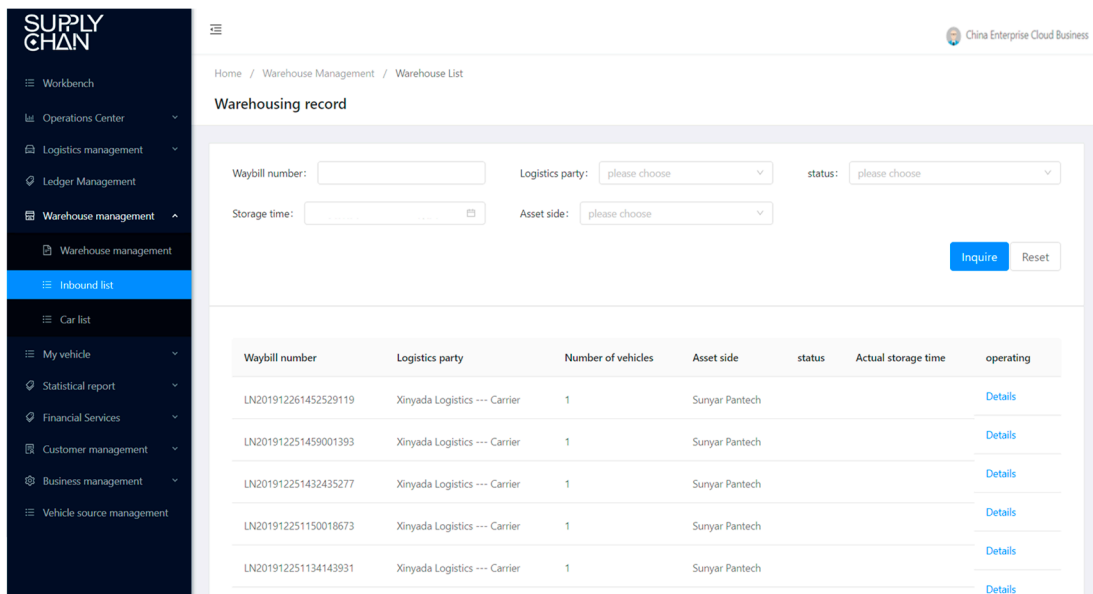 SUPPLY
CHAN
China Enterprise Cloud Business
Workbench
Operations Center
Logistics management
Ledger Management
Warehouse management
Warehouse management
Inbound list
Car list
My vehicle
Statistical report
Financial Services
Customer management
Business management
Vehicle source management
Home / Warehouse Management / Warehouse List
Warehousing record
Waybill number: Logistics party: please choose status: please choose
Storage time: Asset side: please choose
Inquire Reset
Waybill number Logistics party Number of vehicles Asset side status Actual storage time operating
LN201912261452529119 Xinyada Logistics --- Carrier 1 Sunyar Pantech Details
LN201912251459001393 Xinyada Logistics --- Carrier 1 Sunyar Pantech Details
LN201912251432435277 Xinyada Logistics --- Carrier 1 Sunyar Pantech Details
LN201912251150018673 Xinyada Logistics --- Carrier 1 Sunyar Pantech Details
LN201912251134143931 Xinyada Logistics --- Carrier 1 Sunyar Pantech Details
Details